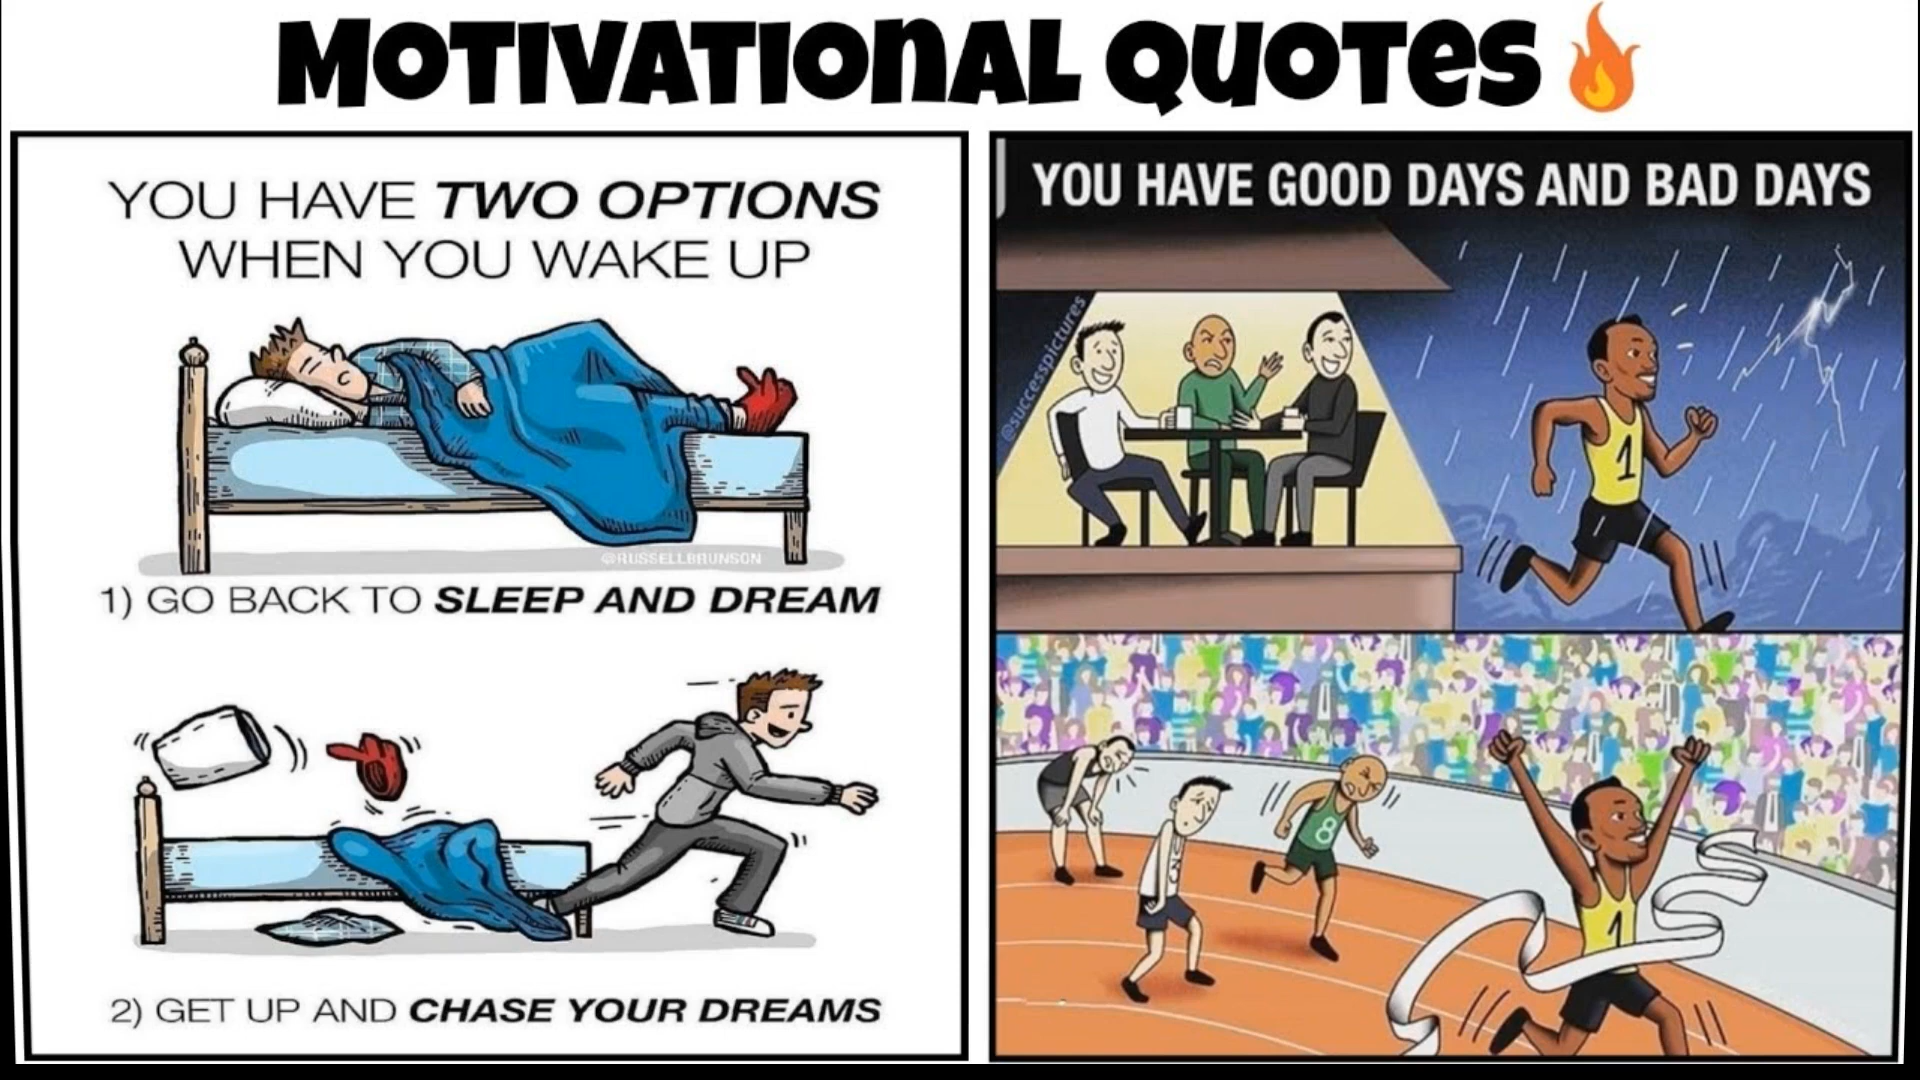 MOTIVATIONAL QUOTES🔥
YOU HAVE TWO OPTIONS
WHEN YOU WAKE UP
@RUSSELLBRUNSON
1) GO BACK TO SLEEP AND DREAM
2) GET UP AND CHASE YOUR DREAMS
YOU HAVE GOOD DAYS AND BAD DAYS
@successpictures
1
8
1